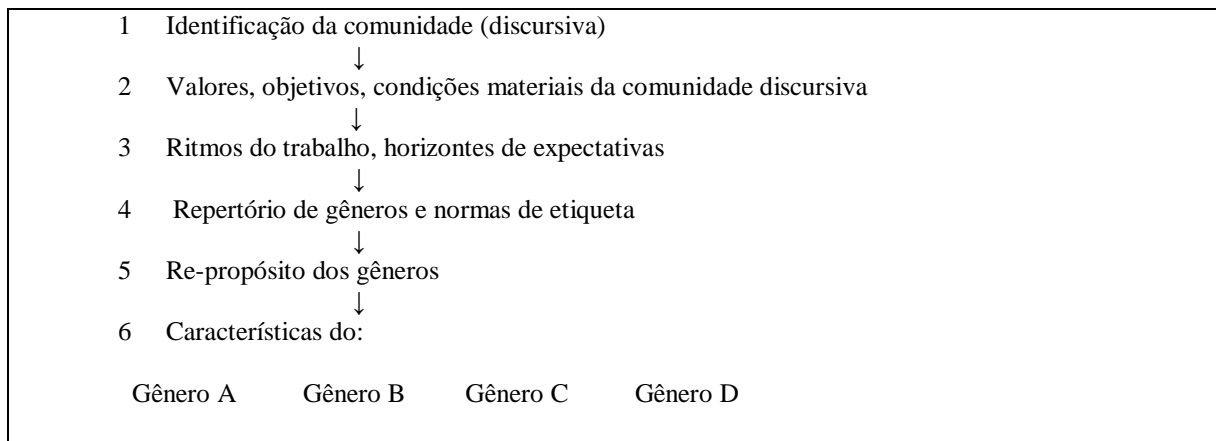 1 Identificação da comunidade (discursiva)
↓
2 Valores, objetivos, condições materiais da comunidade discursiva
↓
3 Ritmos do trabalho, horizontes de expectativas
↓
4 Repertório de gêneros e normas de etiqueta
↓
5 Re-propósito dos gêneros
↓
6 Características do:
Gênero A Gênero B Gênero C Gênero D